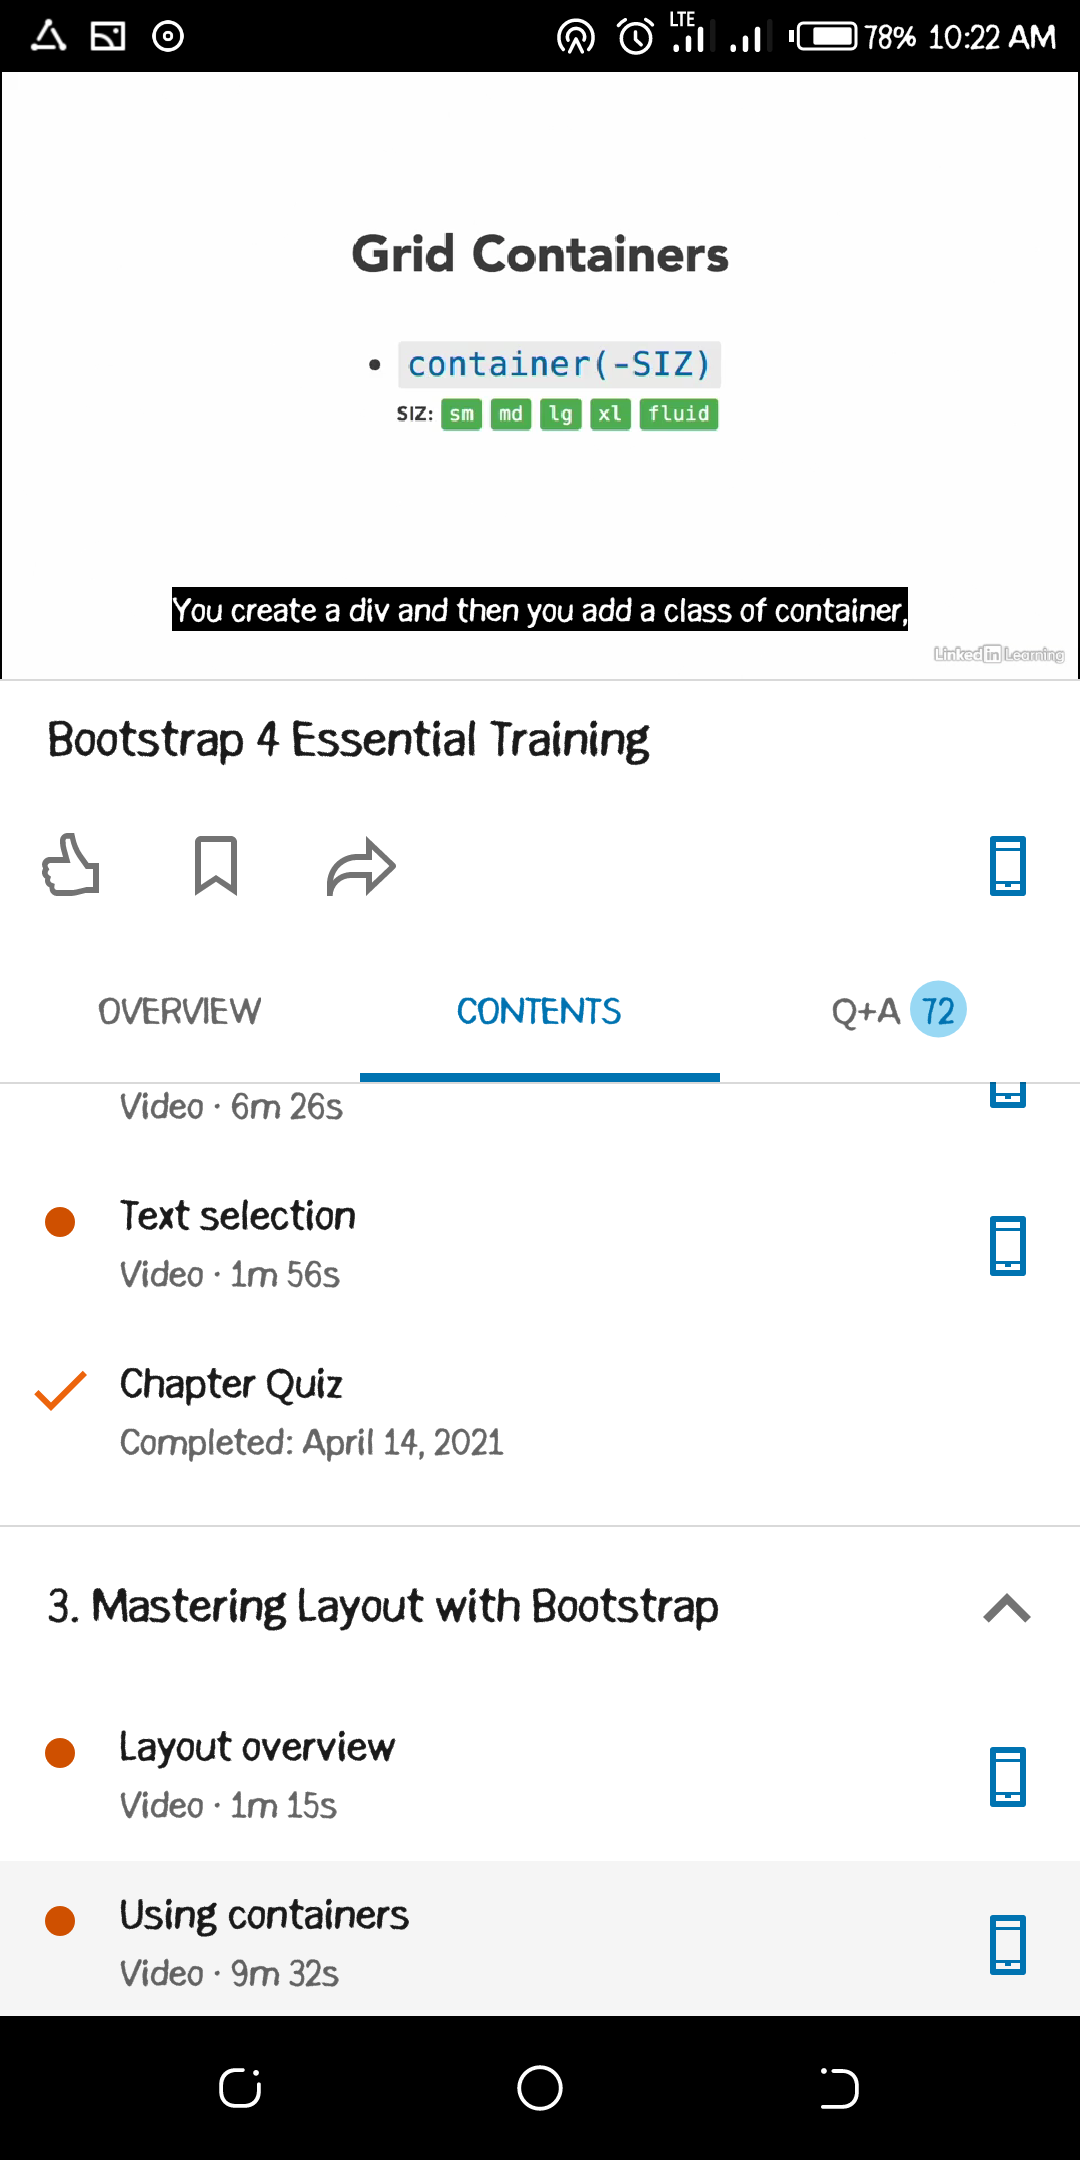 LTE
78% 10:22 AM
Grid Containers
• container(-SIZ)
SIZ: sm md lg xl fluid
You create a div and then you add a class of container,
Linked in Learning
Bootstrap 4 Essential Training
OVERVIEW CONTENTS Q+A 72
Video · 6m 26s
Text selection
Video · 1m 56s
Chapter Quiz
Completed: April 14, 2021
3. Mastering Layout with Bootstrap
Layout overview
Video · 1m 15s
Using containers
Video · 9m 32s